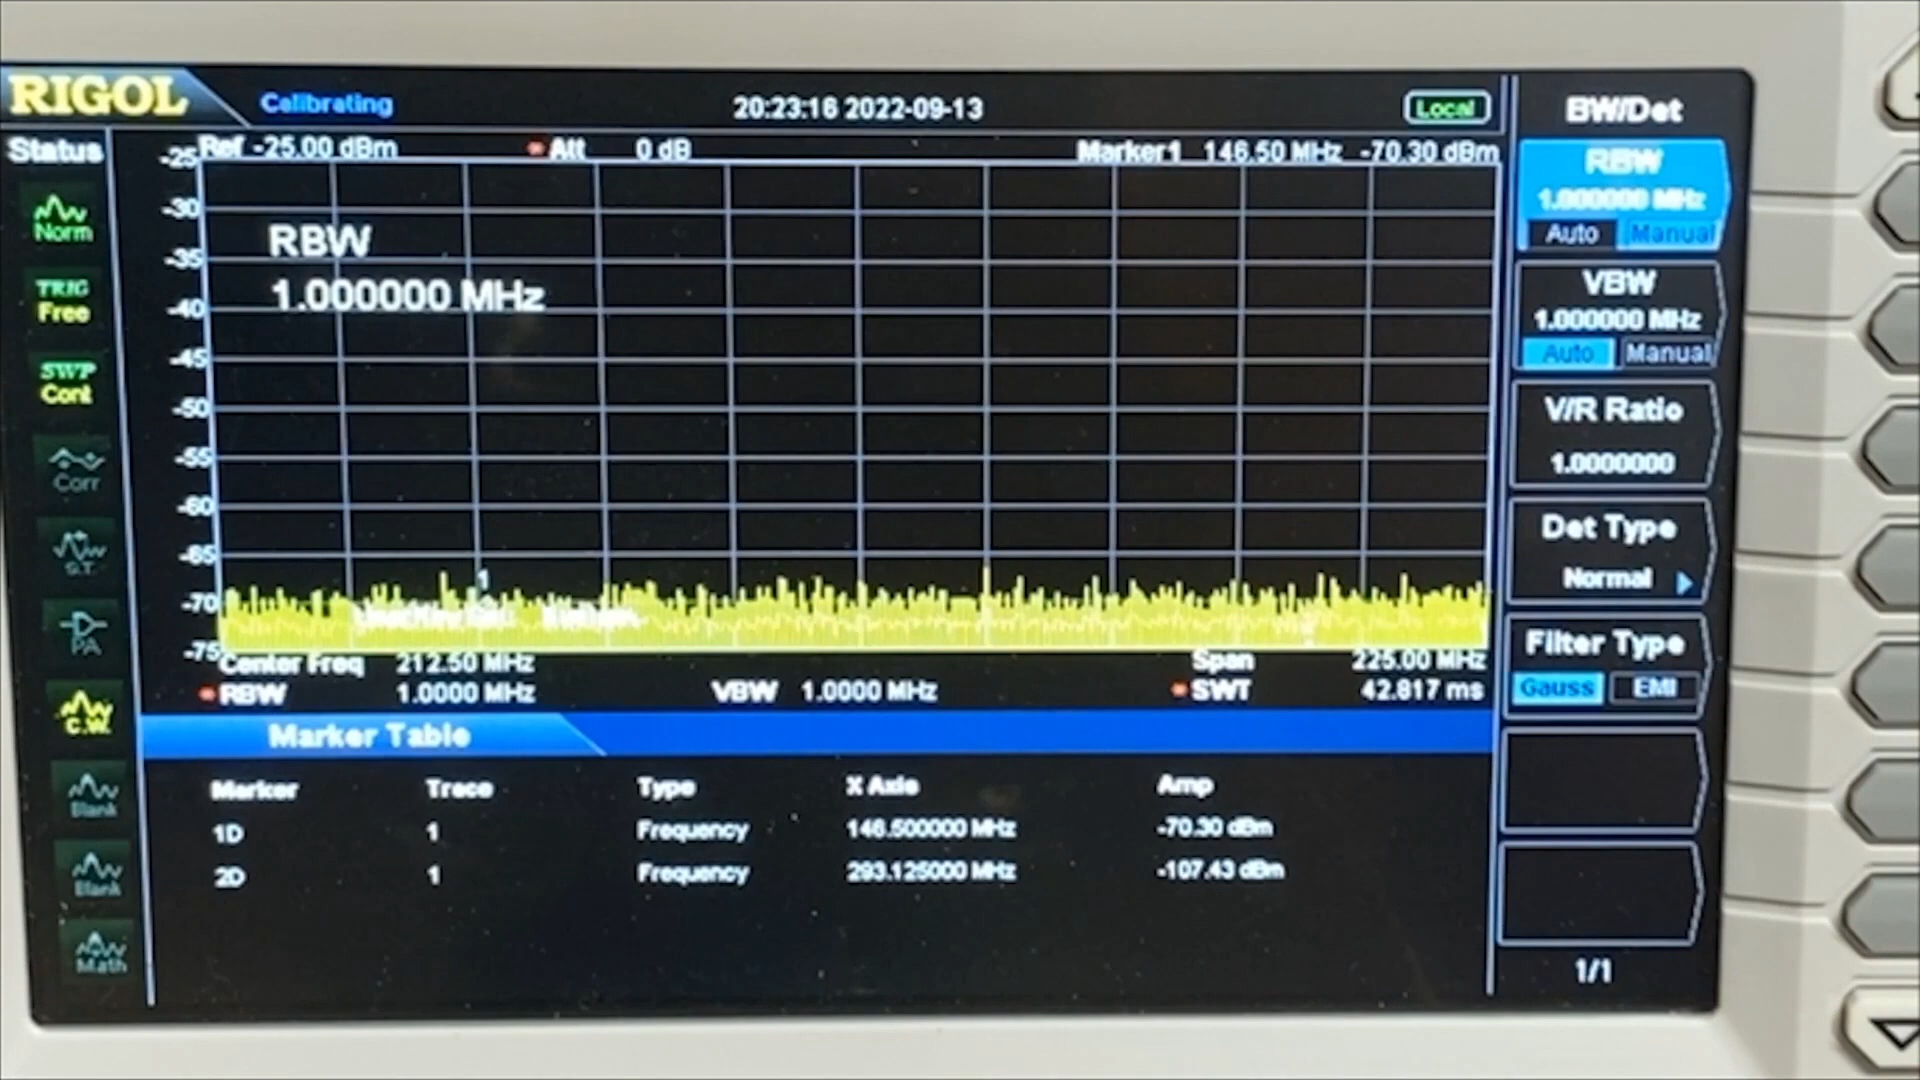 RIGOL
Calibrating
20:23:16 2022-09-13
Local
BW/Det
Status
Ref -25.00 dBm
Att 0 dB
Marker1 146.50 MHz -70.30 dBm
-25
-30
-35
-40
-45
-50
-55
-60
-65
-70
-75
RBW
1.000000 MHz
1
Norm
TRIG
Free
SWP
Cont
Corr
S.T.
PA
C.W.
Blank
Blank
Math
Center Freq 212.50 MHz
Span 225.00 MHz
RBW 1.0000 MHz
VBW 1.0000 MHz
SWT 42.817 ms
Marker Table
Marker Trace Type X Axis Amp
1D 1 Frequency 146.500000 MHz -70.30 dBm
2D 1 Frequency 293.125000 MHz -107.43 dBm
RBW
1.000000 MHz
Auto Manual
VBW
1.000000 MHz
Auto Manual
V/R Ratio
1.0000000
Det Type
Normal
Filter Type
Gauss EMI
1/1